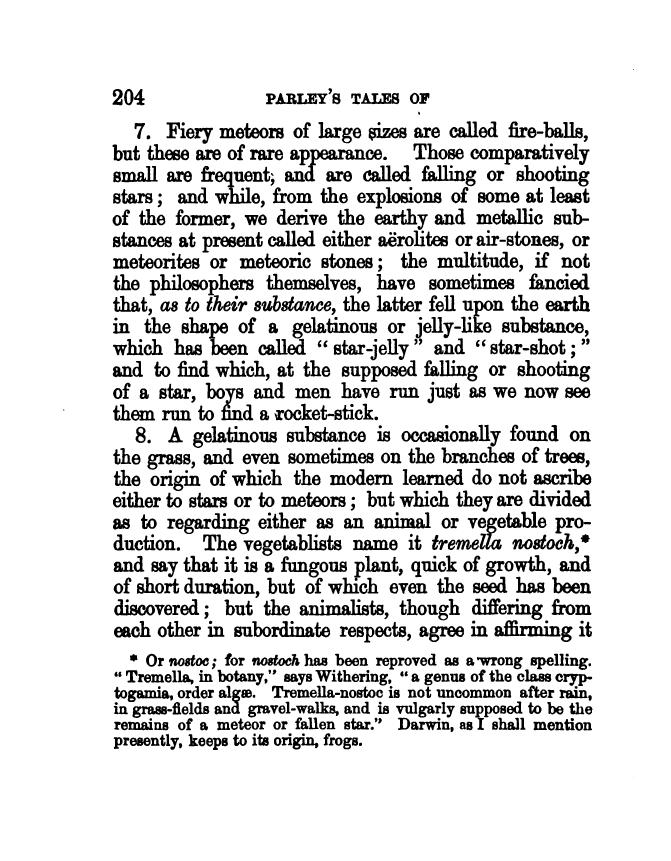 204 PARLEY'S TALES OF
7. Fiery meteors of large sizes are called fire-balls,
but these are of rare appearance. Those comparatively
small are frequent; and are called falling or shooting
stars; and while, from the explosions of some at least
of the former, we derive the earthy and metallic sub-
stances at present called either aërolites or air-stones, or
meteorites or meteoric stones; the multitude, if not
the philosophers themselves, have sometimes fancied
that, as to their substance, the latter fell upon the earth
in the shape of a gelatinous or jelly-like substance,
which has been called "star-jelly" and "star-shot;"
and to find which, at the supposed falling or shooting
of a star, boys and men have run just as we now see
them run to find a rocket-stick.
8. A gelatinous substance is occasionally found on
the grass, and even sometimes on the branches of trees,
the origin of which the modern learned do not ascribe
either to stars or to meteors; but which they are divided
as to regarding either as an animal or vegetable pro-
duction. The vegetablists name it tremella nostoch,*
and say that it is a fungous plant, quick of growth, and
of short duration, but of which even the seed has been
discovered; but the animalists, though differing from
each other in subordinate respects, agree in affirming it
* Or nostoc; for nostoch has been reproved as a wrong spelling.
"Tremella, in botany," says Withering, "a genus of the class cryp-
togamia, order algæ. Tremella-nostoc is not uncommon after rain,
in grass-fields and gravel-walks, and is vulgarly supposed to be the
remains of a meteor or fallen star." Darwin, as I shall mention
presently, keeps to its origin, frogs.